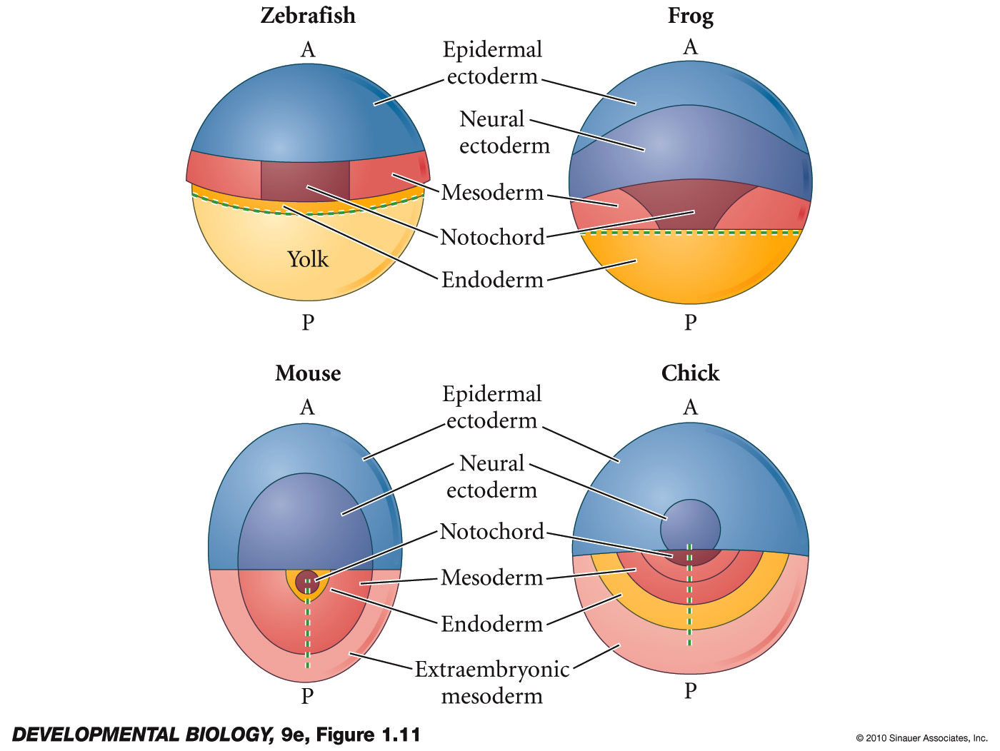 Zebrafish
Frog
A
A
Epidermal
ectoderm
Neural
ectoderm
Mesoderm
Notochord
Yolk
Endoderm
P
P
Mouse
Chick
A
A
Epidermal
ectoderm
Neural
ectoderm
Notochord
Mesoderm
Endoderm
Extraembryonic
mesoderm
P
P
DEVELOPMENTAL BIOLOGY, 9e, Figure 1.11
© 2010 Sinauer Associates, Inc.